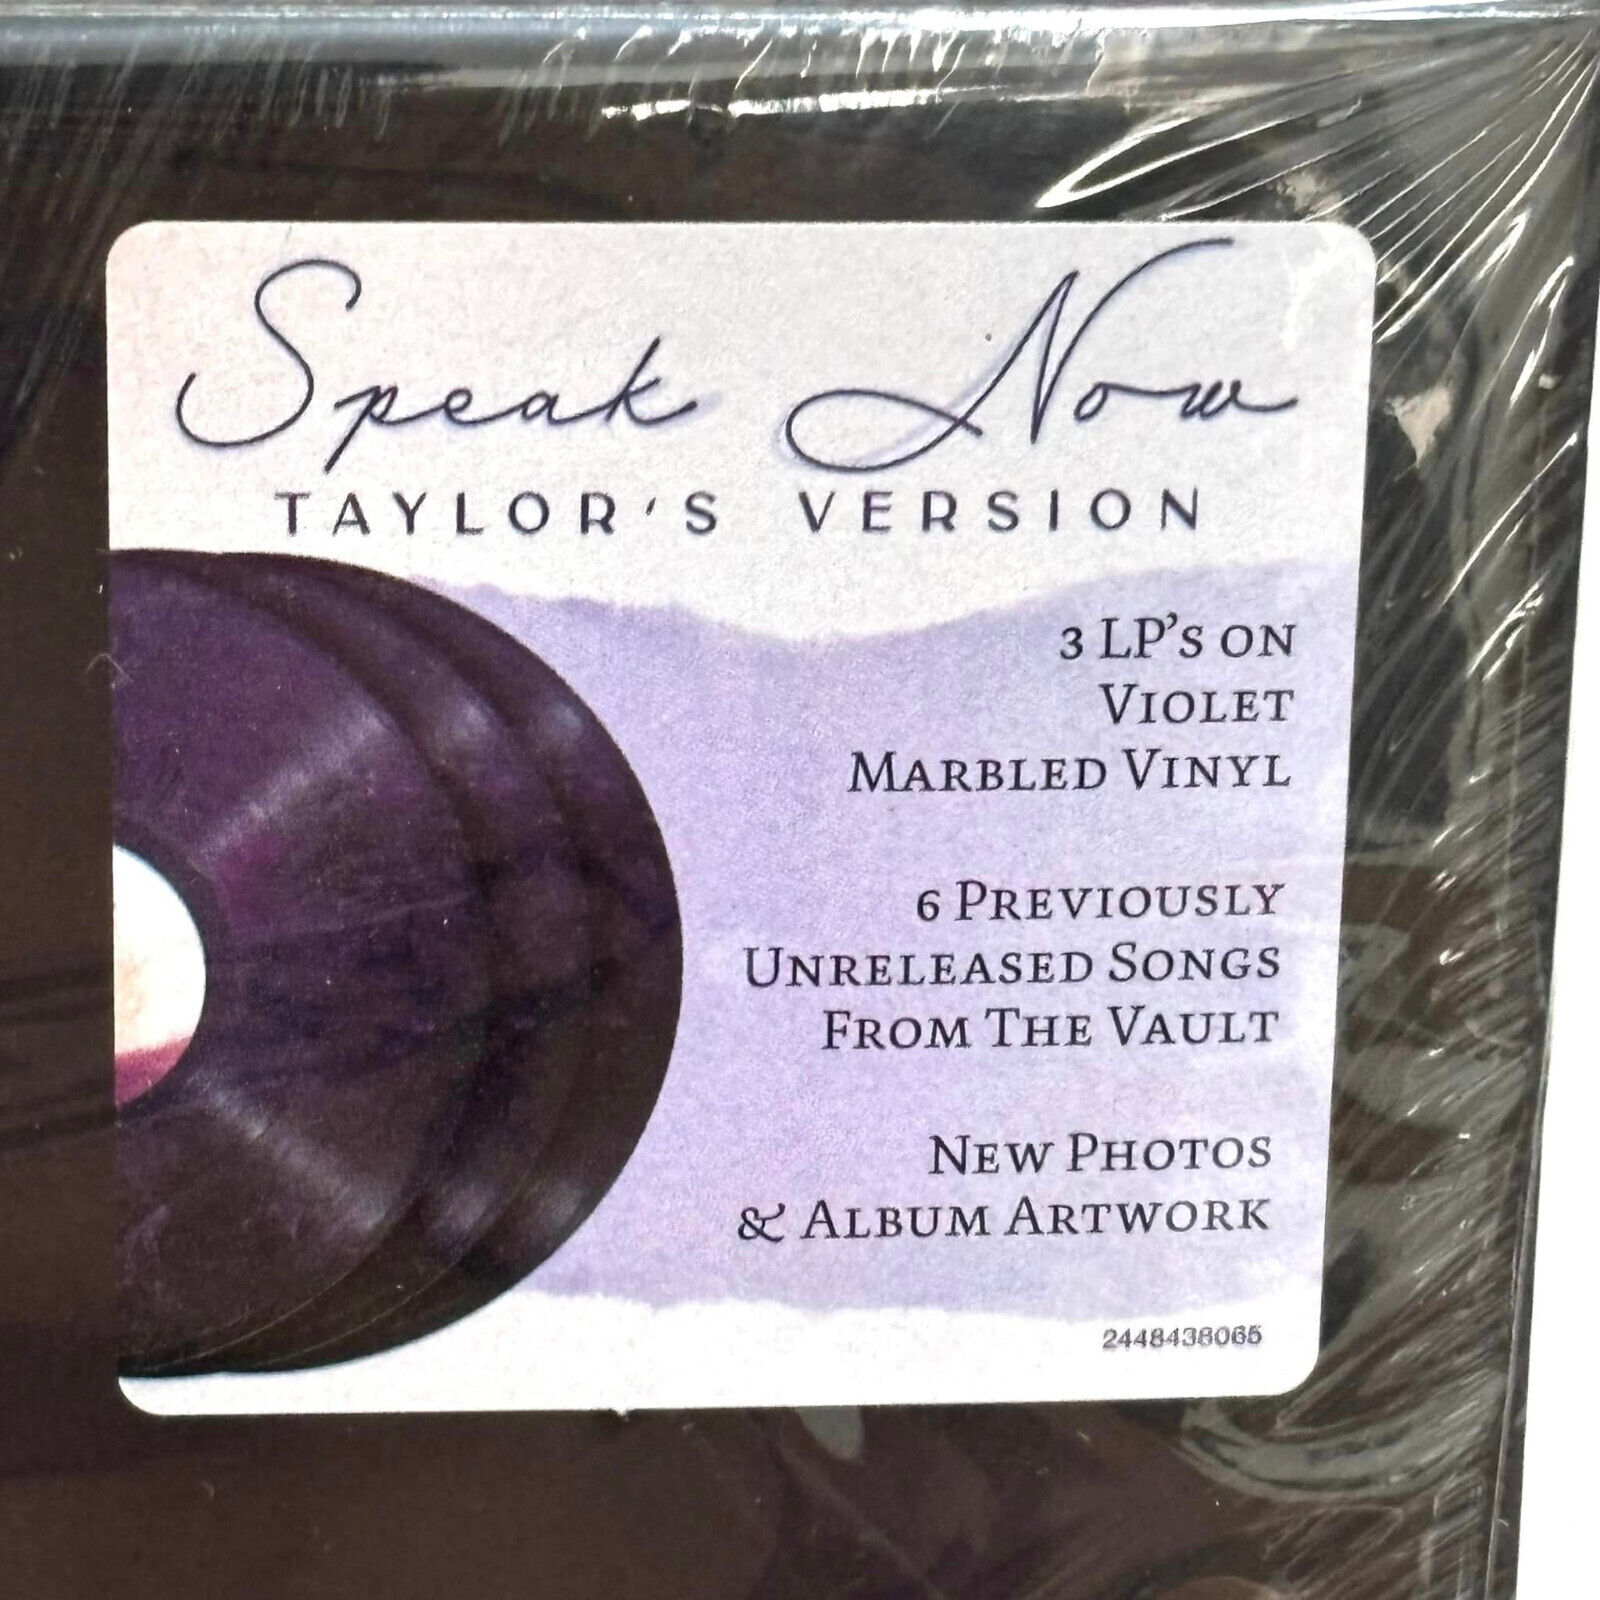 Speak Now
TAYLOR'S VERSION
3 LP's on
Violet
Marbled Vinyl
6 Previously
Unreleased Songs
From The Vault
New Photos
& Album Artwork
2448438065